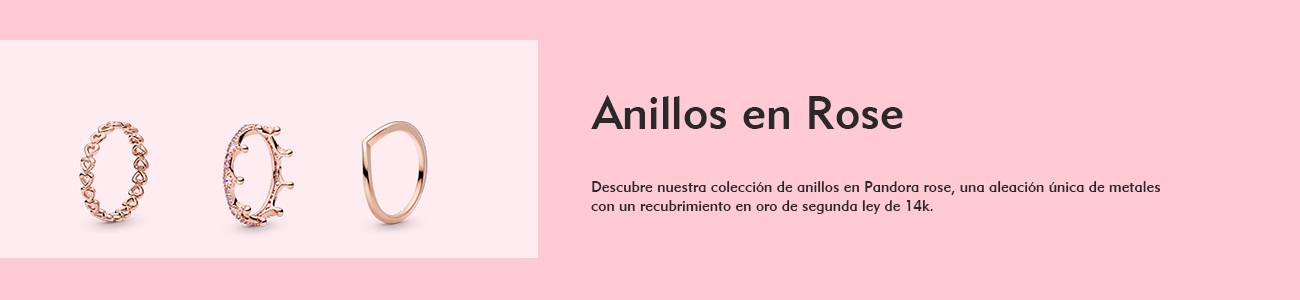 Anillos en Rose
Descubre nuestra colección de anillos en Pandora rose, una aleación única de metales
con un recubrimiento en oro de segunda ley de 14k.